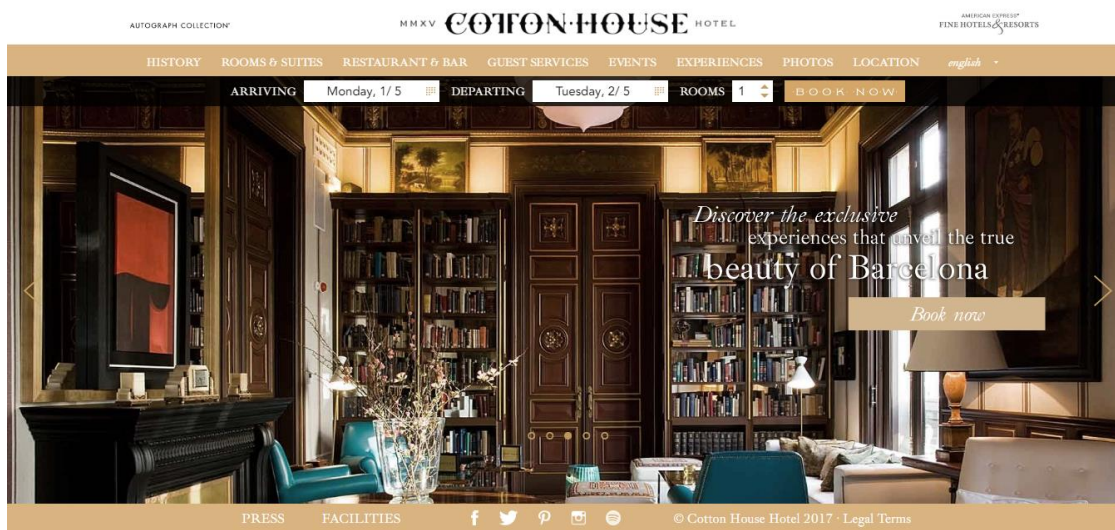 AUTOGRAPH COLLECTION®
MMXV COTTON HOUSE HOTEL
AMERICAN EXPRESS®
FINE HOTELS & RESORTS
HISTORY ROOMS & SUITES RESTAURANT & BAR GUEST SERVICES EVENTS EXPERIENCES PHOTOS LOCATION english
ARRIVING Monday, 1/ 5 DEPARTING Tuesday, 2/ 5 ROOMS 1 BOOK NOW
Discover the exclusive
experiences that unveil the true
beauty of Barcelona
Book now
PRESS FACILITIES © Cotton House Hotel 2017 · Legal Terms